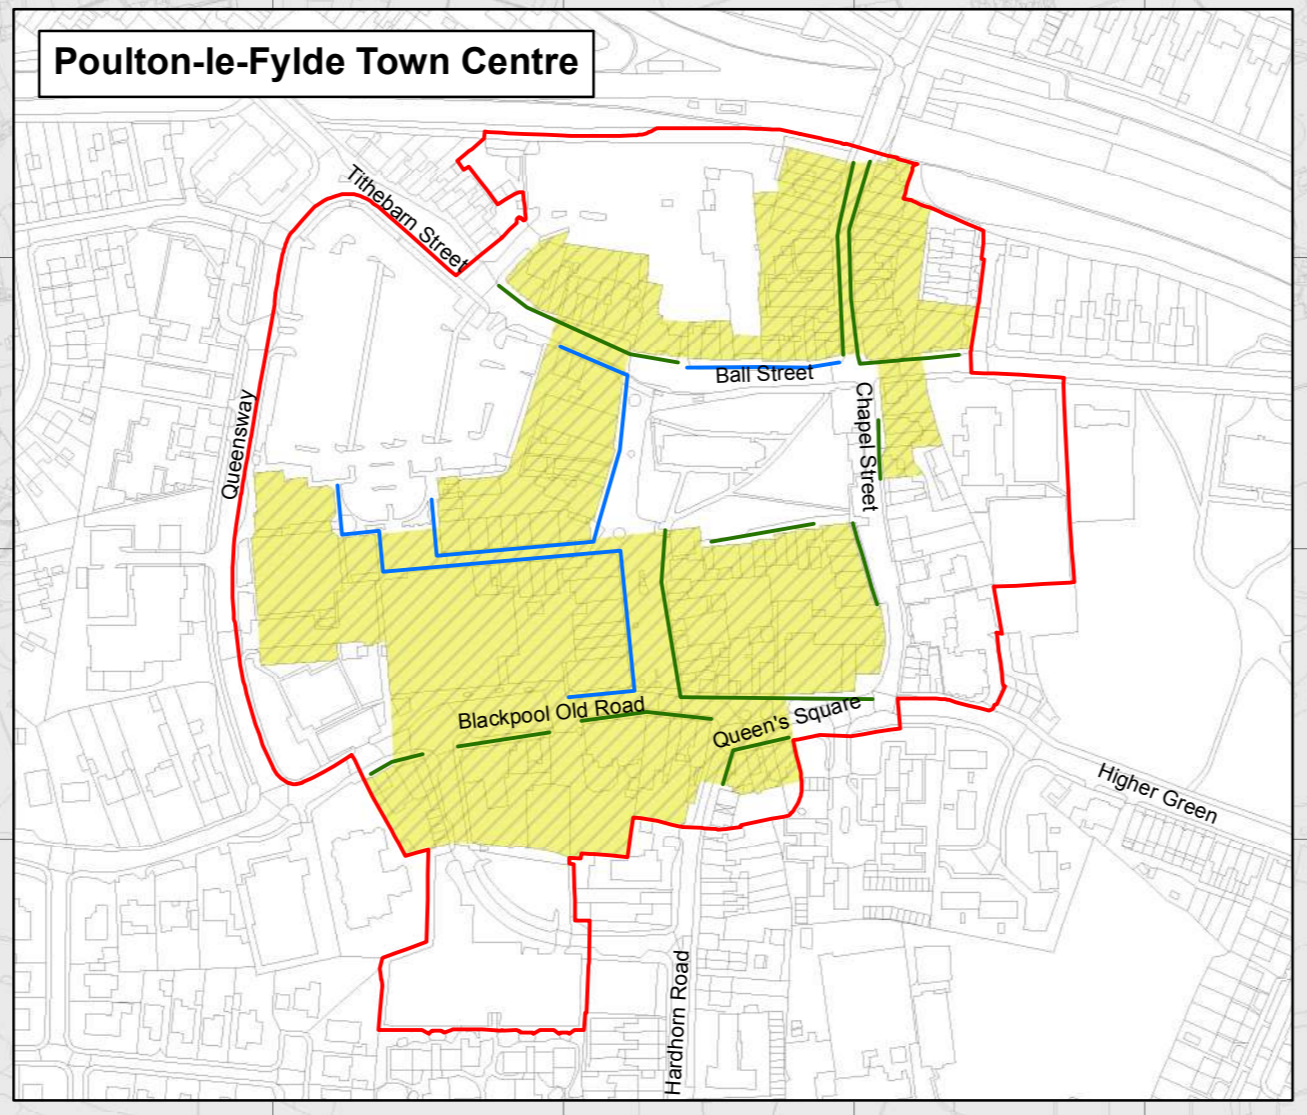 Poulton-le-Fylde Town Centre
Tithebarn Street
Queensway
Ball Street
Chapel Street
Blackpool Old Road
Queen's Square
Higher Green
Hardhorn Road